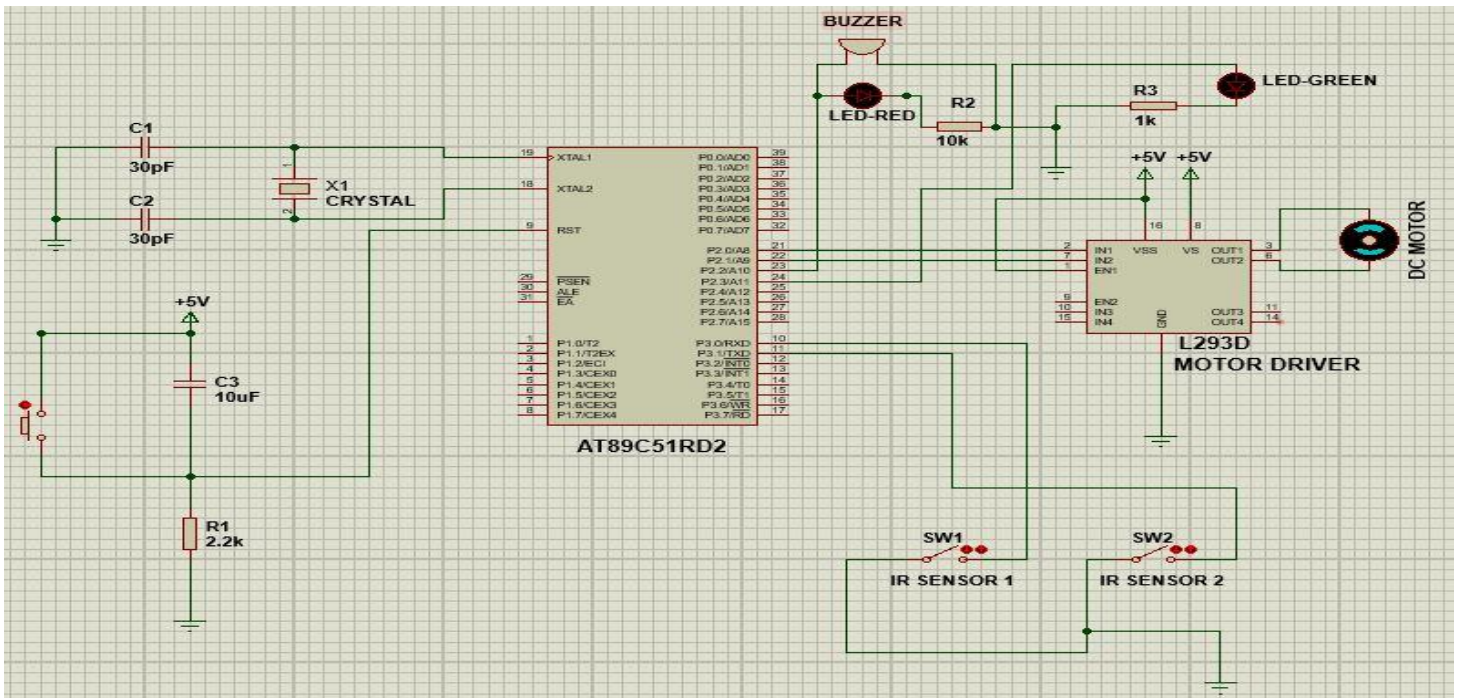 BUZZER
LED-GREEN
LED-RED
R2
10k
R3
1k
+5V +5V
C1
30pF
1
X1
CRYSTAL
2
C2
30pF
19 XTAL1
18 XTAL2
9 RST
29 PSEN
30 ALE
31 EA
1 P1.0/T2
2 P1.1/T2EX
3 P1.2/ECI
4 P1.3/CEX0
5 P1.4/CEX1
6 P1.5/CEX2
7 P1.6/CEX3
8 P1.7/CEX4
P0.0/AD0 39
P0.1/AD1 38
P0.2/AD2 37
P0.3/AD3 36
P0.4/AD4 35
P0.5/AD5 34
P0.6/AD6 33
P0.7/AD7 32
P2.0/A8 21
P2.1/A9 22
P2.2/A10 23
P2.3/A11 24
P2.4/A12 25
P2.5/A13 26
P2.6/A14 27
P2.7/A15 28
P3.0/RXD 10
P3.1/TXD 11
P3.2/INT0 12
P3.3/INT1 13
P3.4/T0 14
P3.5/T1 15
P3.6/WR 16
P3.7/RD 17
AT89C51RD2
16 8
2 IN1 VSS VS OUT1 3
7 IN2 OUT2 6
1 EN1
9 EN2
10 IN3 OUT3 11
15 IN4 GND OUT4 14
L293D
MOTOR DRIVER
DC MOTOR
+5V
C3
10uF
R1
2.2k
SW1
IR SENSOR 1
SW2
IR SENSOR 2